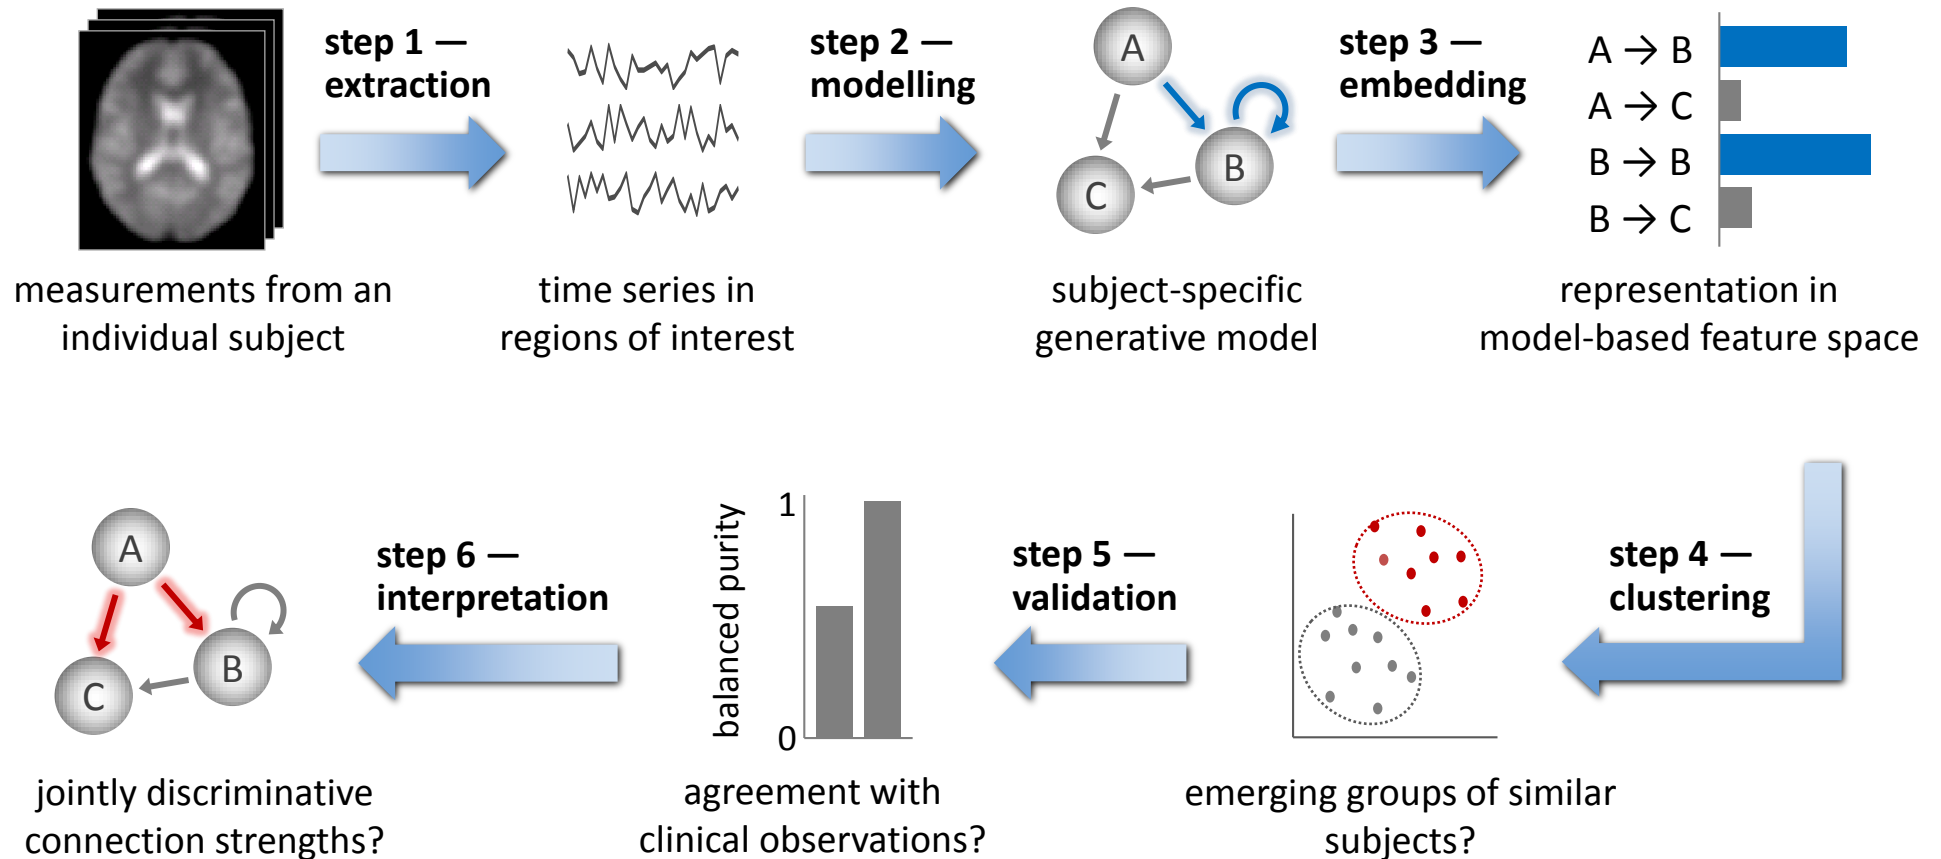 step 1 —
extraction
step 2 —
modelling
A
B
C
step 3 —
embedding
A → B
A → C
B → B
B → C
measurements from an
individual subject
time series in
regions of interest
subject-specific
generative model
representation in
model-based feature space
A
B
C
step 6 —
interpretation
balanced purity
1
0
step 5 —
validation
step 4 —
clustering
jointly discriminative
connection strengths?
agreement with
clinical observations?
emerging groups of similar
subjects?